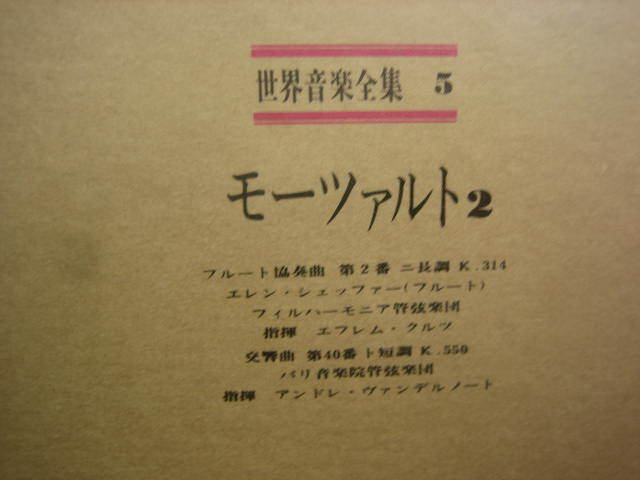 世界音楽全集 5
モーツァルト2
フルート協奏曲 第2番 ニ長調 K.314
エレン・シェッファー(フルート)
フィルハーモニア管弦楽団
指揮 エフレム・クルツ
交響曲 第40番ト短調 K.550
パリ音楽院管弦楽団
指揮 アンドレ・ヴァンデルノート